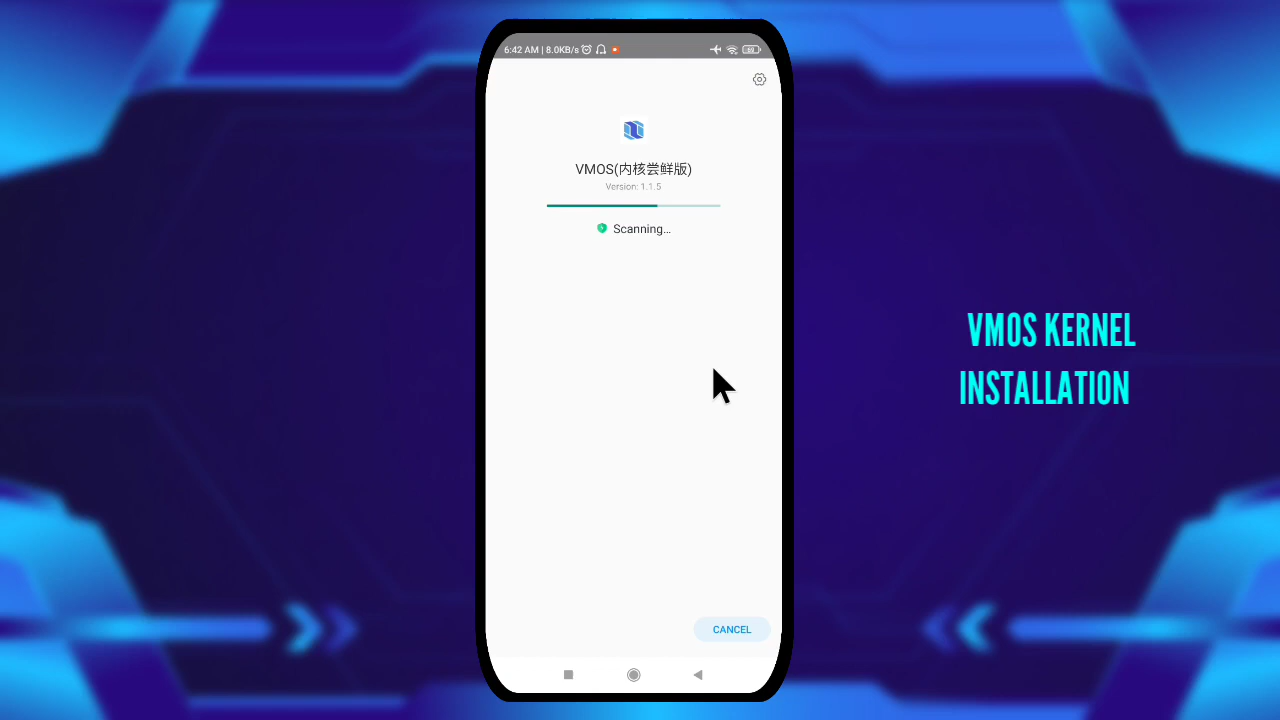 6:42 AM | 8.0KB/s
VMOS(内核尝鲜版)
Version: 1.1.5
Scanning...
VMOS KERNEL
INSTALLATION
CANCEL